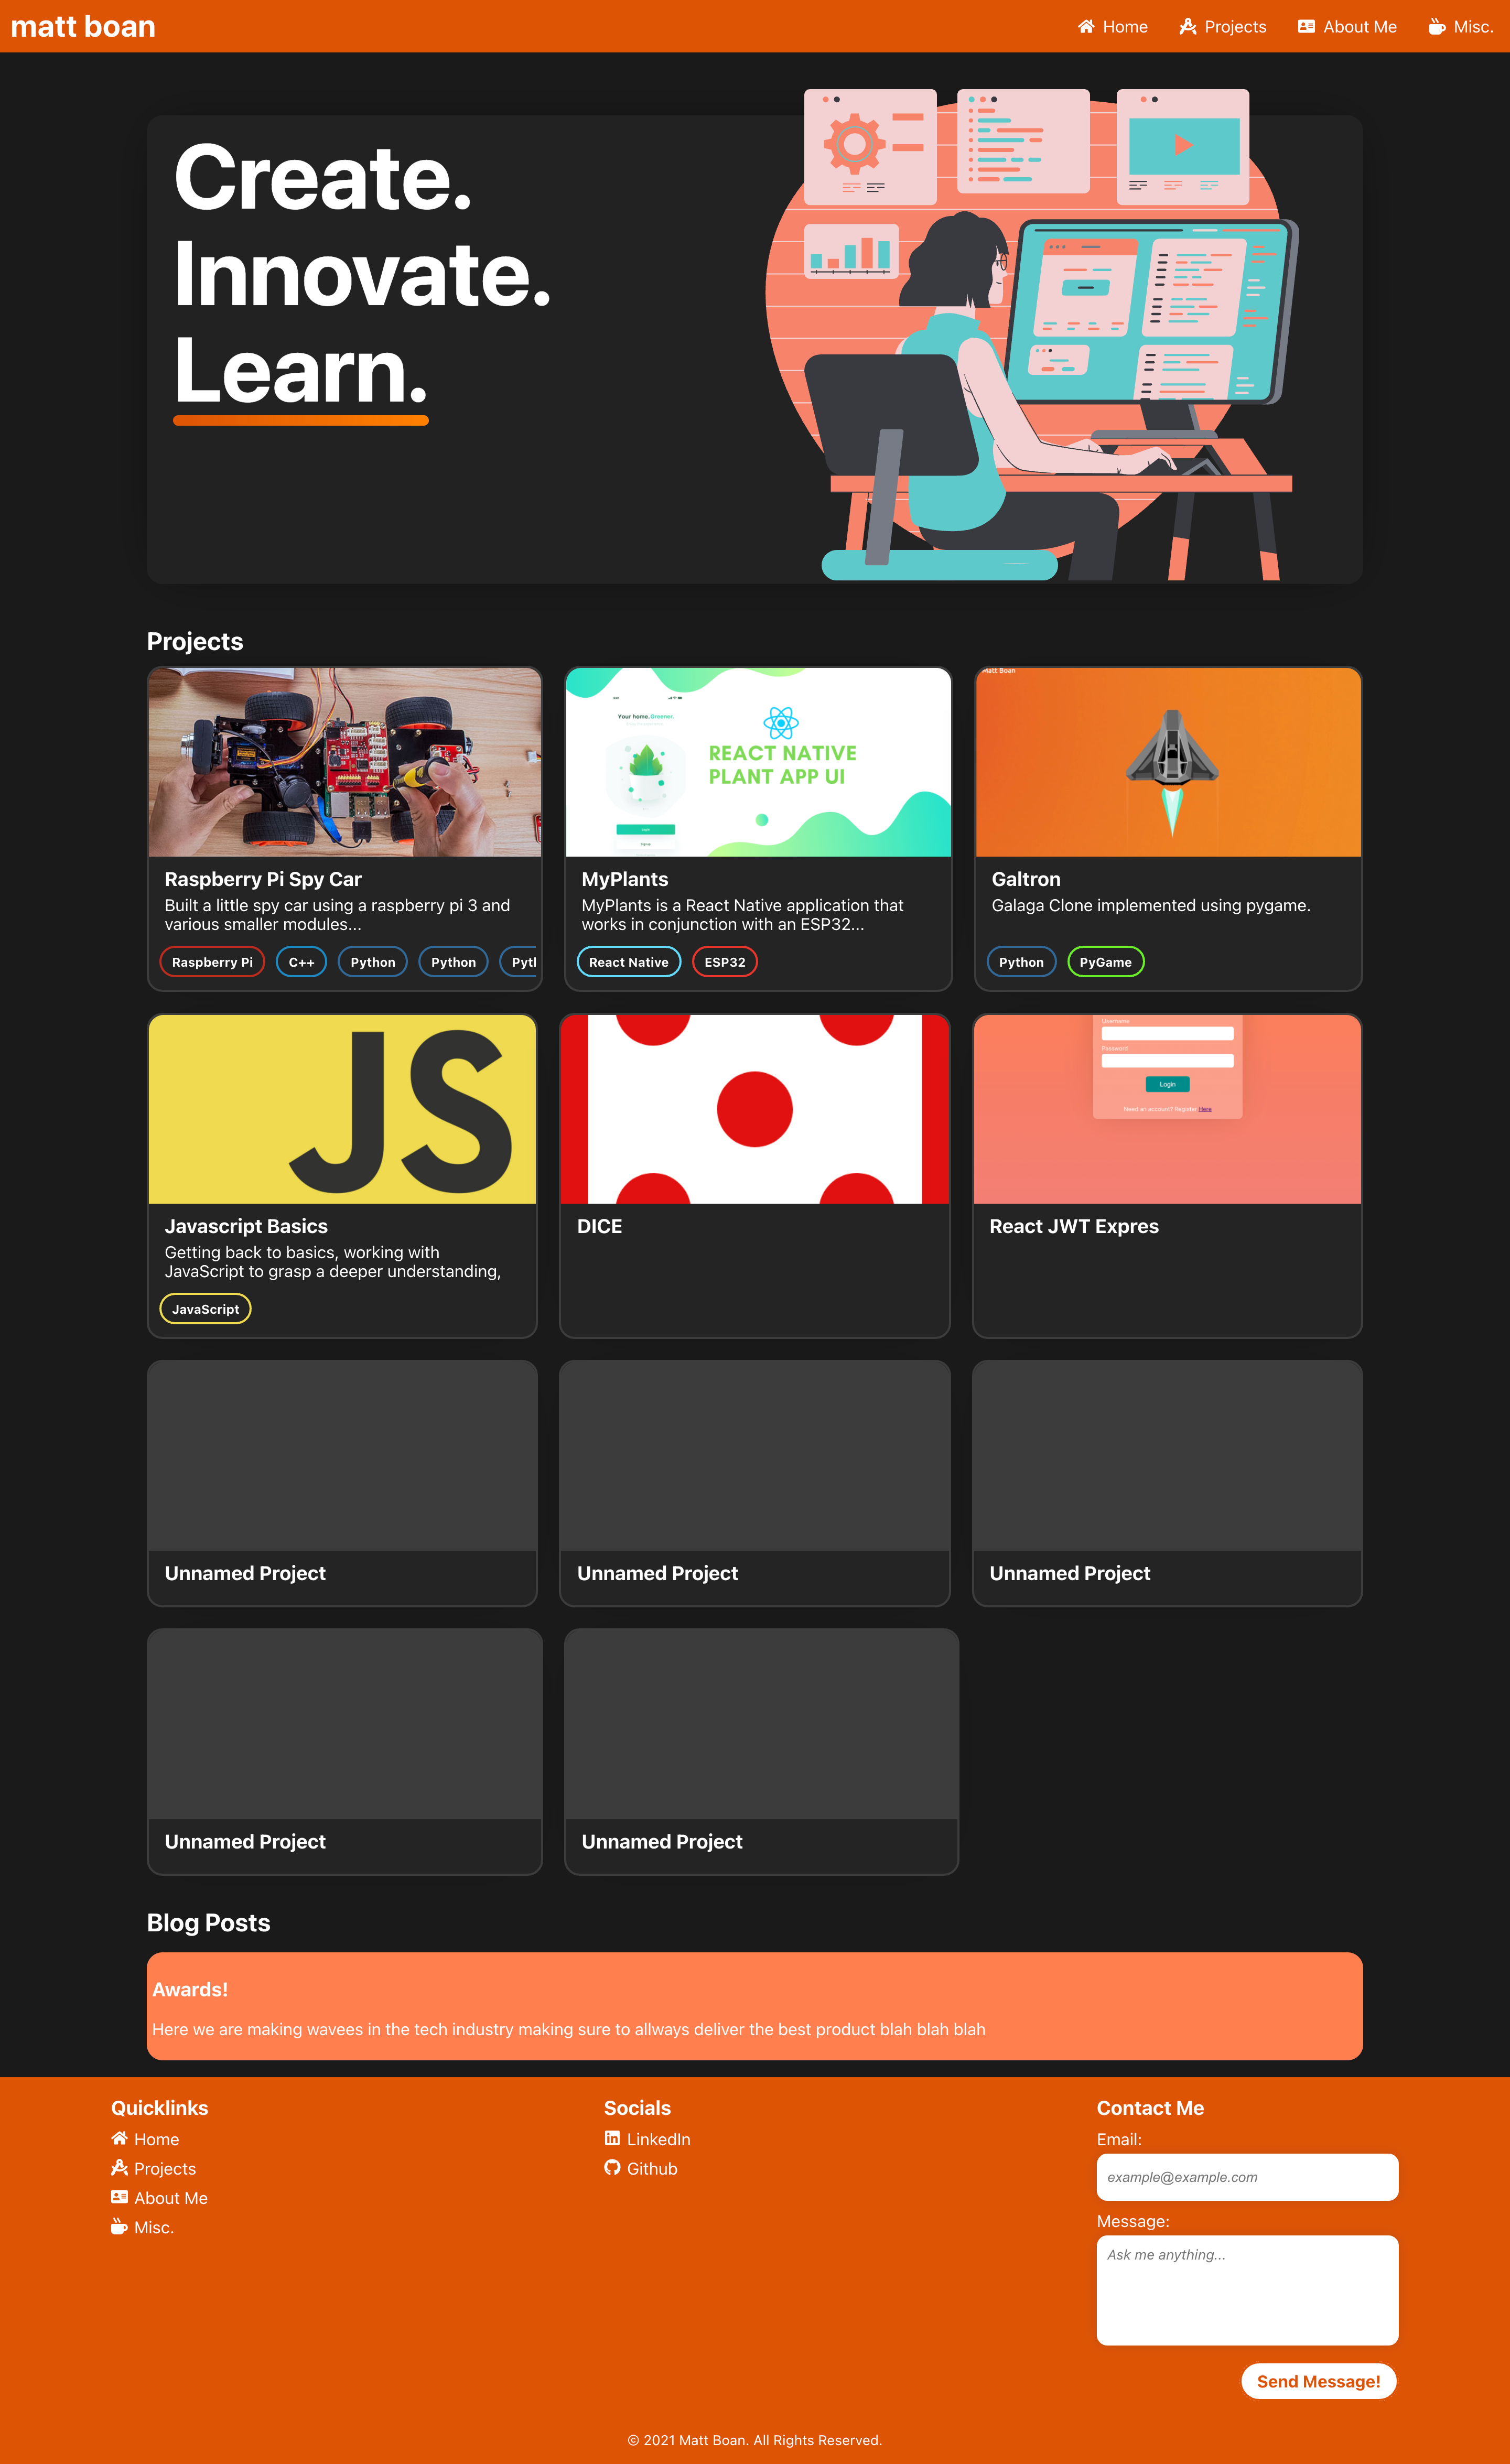 matt boan
Home
Projects
About Me
Misc.
Create.
Innovate.
Learn.
Projects
Raspberry Pi Spy Car
Built a little spy car using a raspberry pi 3 and
various smaller modules...
Raspberry Pi
C++
Python
Python
Your home. Greener.
REACT NATIVE
PLANT APP UI
Login
MyPlants
MyPlants is a React Native application that
works in conjunction with an ESP32...
React Native
ESP32
Matt Boan
Galtron
Galaga Clone implemented using pygame.
Python
PyGame
JS
Javascript Basics
Getting back to basics, working with
JavaScript to grasp a deeper understanding,
JavaScript
DICE
Username
Password
Login
Need an account? Register Here
React JWT Expres
Unnamed Project
Unnamed Project
Unnamed Project
Unnamed Project
Unnamed Project
Blog Posts
Awards!
Here we are making wavees in the tech industry making sure to allways deliver the best product blah blah blah
Quicklinks
Home
Projects
About Me
Misc.
Socials
LinkedIn
Github
Contact Me
Email:
example@example.com
Message:
Ask me anything...
Send Message!
© 2021 Matt Boan. All Rights Reserved.